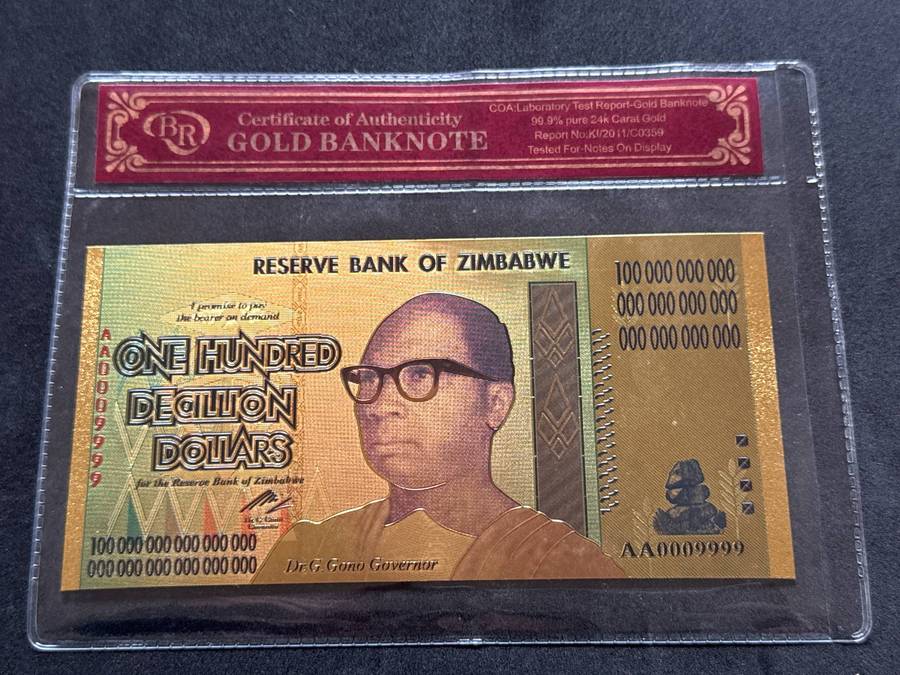 BR
Certificate of Authenticity
GOLD BANKNOTE
COA:Laboratory Test Report-Gold Banknote
99.9% pure 24k Carat Gold
Report No:KI/2011/C0359
Tested For-Notes On Display
RESERVE BANK OF ZIMBABWE
100 000 000 000
000 000 000 000
000 000 000 000
I promise to pay
the bearer on demand
ONE HUNDRED
DECILLION
DOLLARS
for the Reserve Bank of Zimbabwe
Dr. G. Gono
Governor
AA0009999
100 000 000 000 000 000
000 000 000 000 000 000
Dr. G Gono Governor
AA0009999